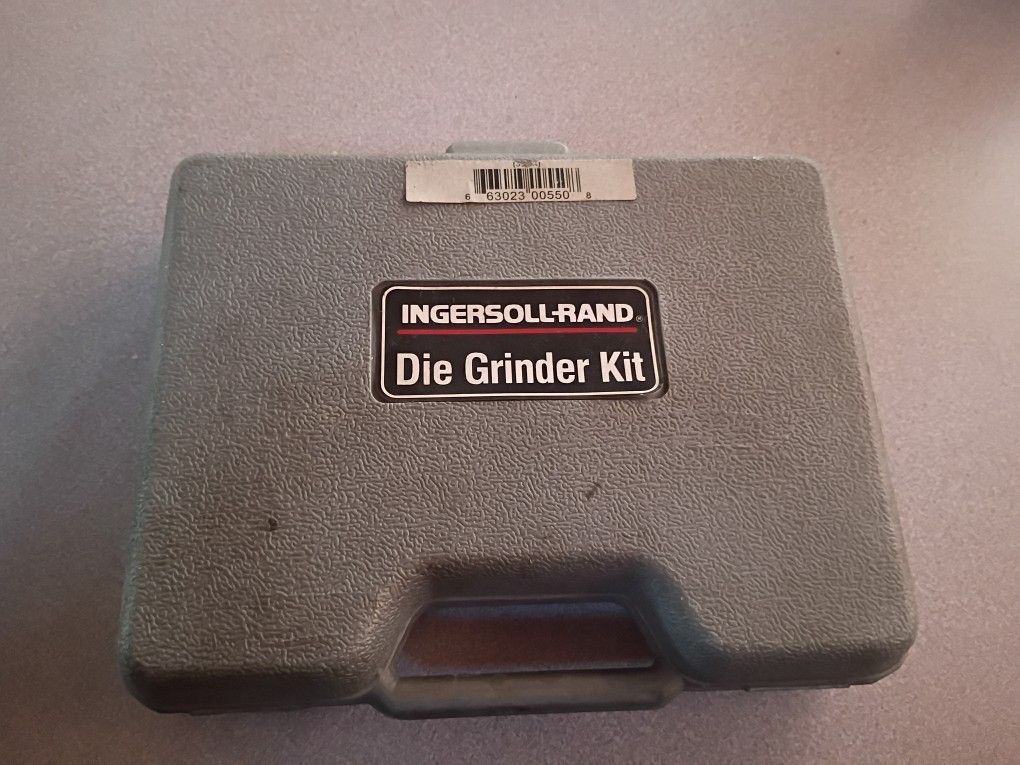 6 63023 00550 8
INGERSOLL-RAND®
Die Grinder Kit